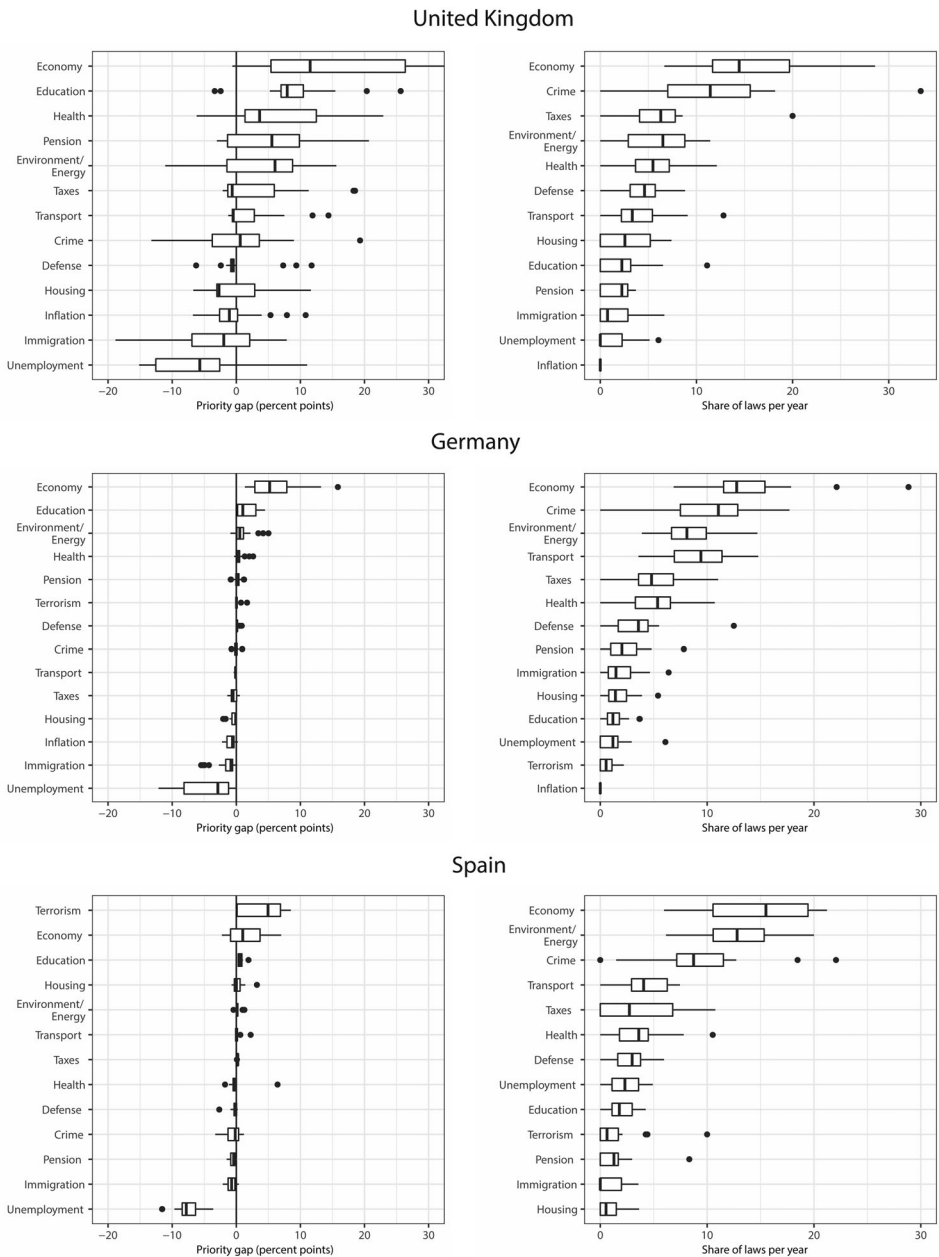 United Kingdom
Economy
Education
Health
Pension
Environment/
Energy
Taxes
Transport
Crime
Defense
Housing
Inflation
Immigration
Unemployment
−20 −10 0 10 20 30
Priority gap (percent points)
Economy
Crime
Taxes
Environment/
Energy
Health
Defense
Transport
Housing
Education
Pension
Immigration
Unemployment
Inflation
0 10 20 30
Share of laws per year
Germany
Economy
Education
Environment/
Energy
Health
Pension
Terrorism
Defense
Crime
Transport
Taxes
Housing
Inflation
Immigration
Unemployment
−20 −10 0 10 20 30
Priority gap (percent points)
Economy
Crime
Environment/
Energy
Transport
Taxes
Health
Defense
Pension
Immigration
Housing
Education
Unemployment
Terrorism
Inflation
0 10 20 30
Share of laws per year
Spain
Terrorism
Economy
Education
Housing
Environment/
Energy
Transport
Taxes
Health
Defense
Crime
Pension
Immigration
Unemployment
−20 −10 0 10 20 30
Priority gap (percent points)
Economy
Environment/
Energy
Crime
Transport
Taxes
Health
Defense
Unemployment
Education
Terrorism
Pension
Immigration
Housing
0 10 20 30
Share of laws per year